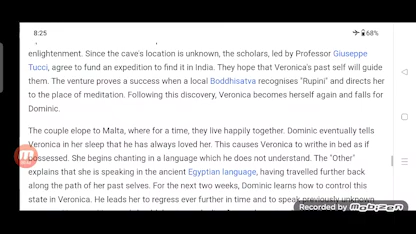 8:25
68%
enlightenment. Since the cave's location is unknown, the scholars, led by Professor Giuseppe
Tucci, agree to fund an expedition to find it in India. They hope that Veronica's past self will guide
them. The venture proves a success when a local Boddhisatva recognises "Rupini" and directs her
to the place of meditation. Following this discovery, Veronica becomes herself again and falls for
Dominic.
The couple elope to Malta, where for a time, they live happily together. Dominic eventually tells
Veronica in her sleep that he has always loved her. This causes Veronica to writhe in bed as if
possessed. She begins chanting in a language which he does not understand. The "Other"
explains that she is speaking in the ancient Egyptian language, having travelled further back
along the path of her past selves. For the next two weeks, Dominic learns how to control this
state in Veronica. He leads her to regress ever further in time and to speak previously unknown
Recorded by Mobizen